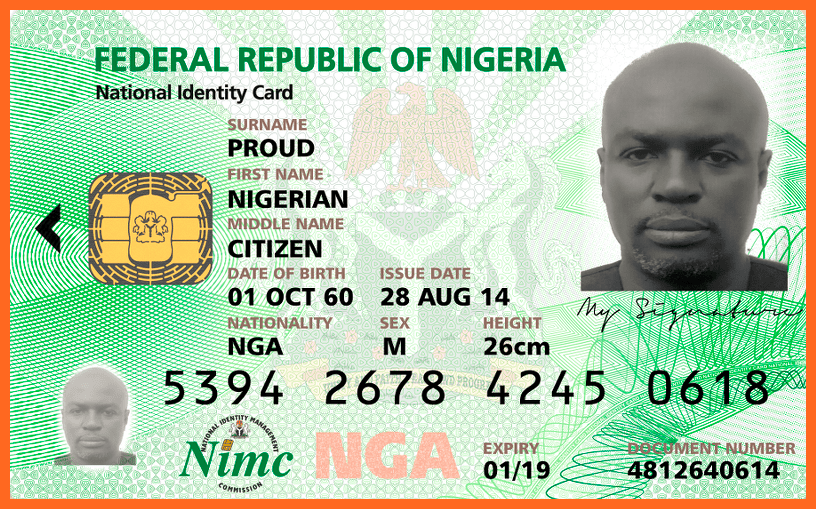 FEDERAL REPUBLIC OF NIGERIA
National Identity Card
SURNAME
PROUD
FIRST NAME
NIGERIAN
MIDDLE NAME
CITIZEN
DATE OF BIRTH ISSUE DATE
01 OCT 60 28 AUG 14
NATIONALITY SEX HEIGHT
NGA M 26cm
My Signature
5394 2678 4245 0618
NATIONAL IDENTITY MANAGEMENT
Nimc
COMMISSION
NGA
EXPIRY DOCUMENT NUMBER
01/19 4812640614